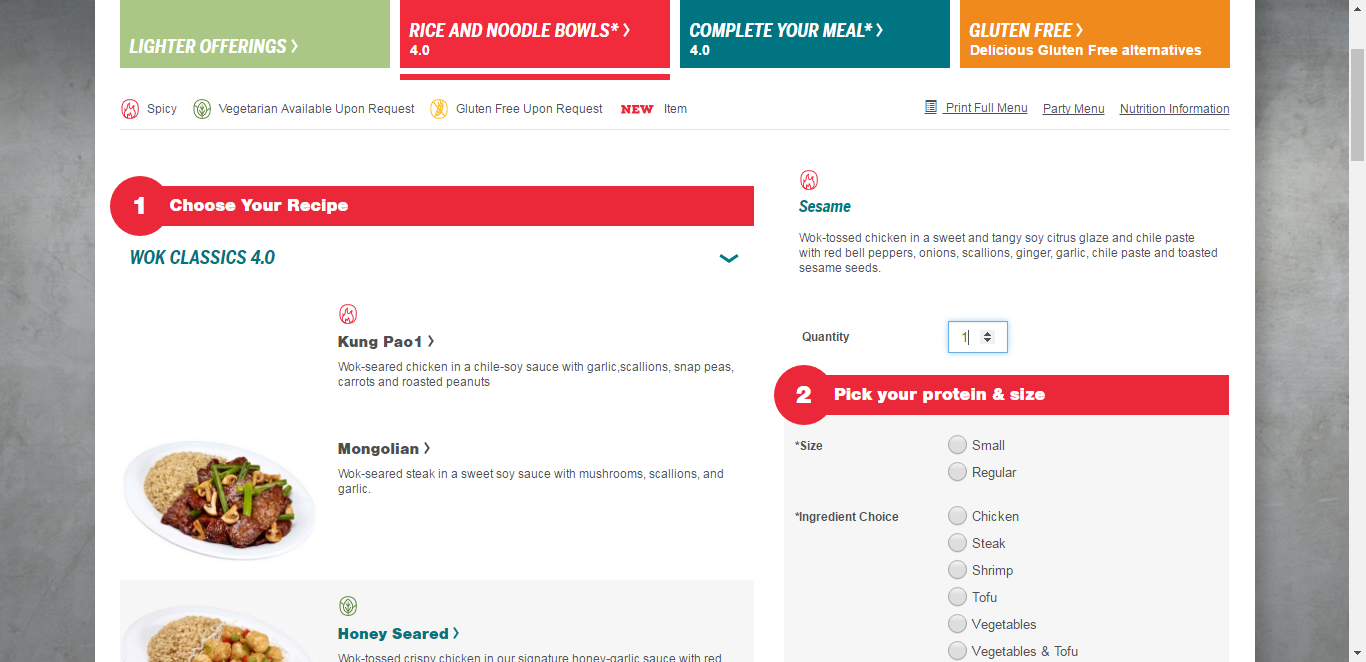 LIGHTER OFFERINGS >
RICE AND NOODLE BOWLS* >
4.0
COMPLETE YOUR MEAL* >
4.0
GLUTEN FREE >
Delicious Gluten Free alternatives
Spicy
Vegetarian Available Upon Request
Gluten Free Upon Request
NEW Item
Print Full Menu
Party Menu
Nutrition Information
1 Choose Your Recipe
WOK CLASSICS 4.0
Kung Pao1 >
Wok-seared chicken in a chile-soy sauce with garlic,scallions, snap peas,
carrots and roasted peanuts
Mongolian >
Wok-seared steak in a sweet soy sauce with mushrooms, scallions, and
garlic.
Honey Seared >
Wok-tossed crispy chicken in our signature honey-garlic sauce with red
Sesame
Wok-tossed chicken in a sweet and tangy soy citrus glaze and chile paste
with red bell peppers, onions, scallions, ginger, garlic, chile paste and toasted
sesame seeds.
Quantity
1
2 Pick your protein & size
*Size
Small
Regular
*Ingredient Choice
Chicken
Steak
Shrimp
Tofu
Vegetables
Vegetables & Tofu